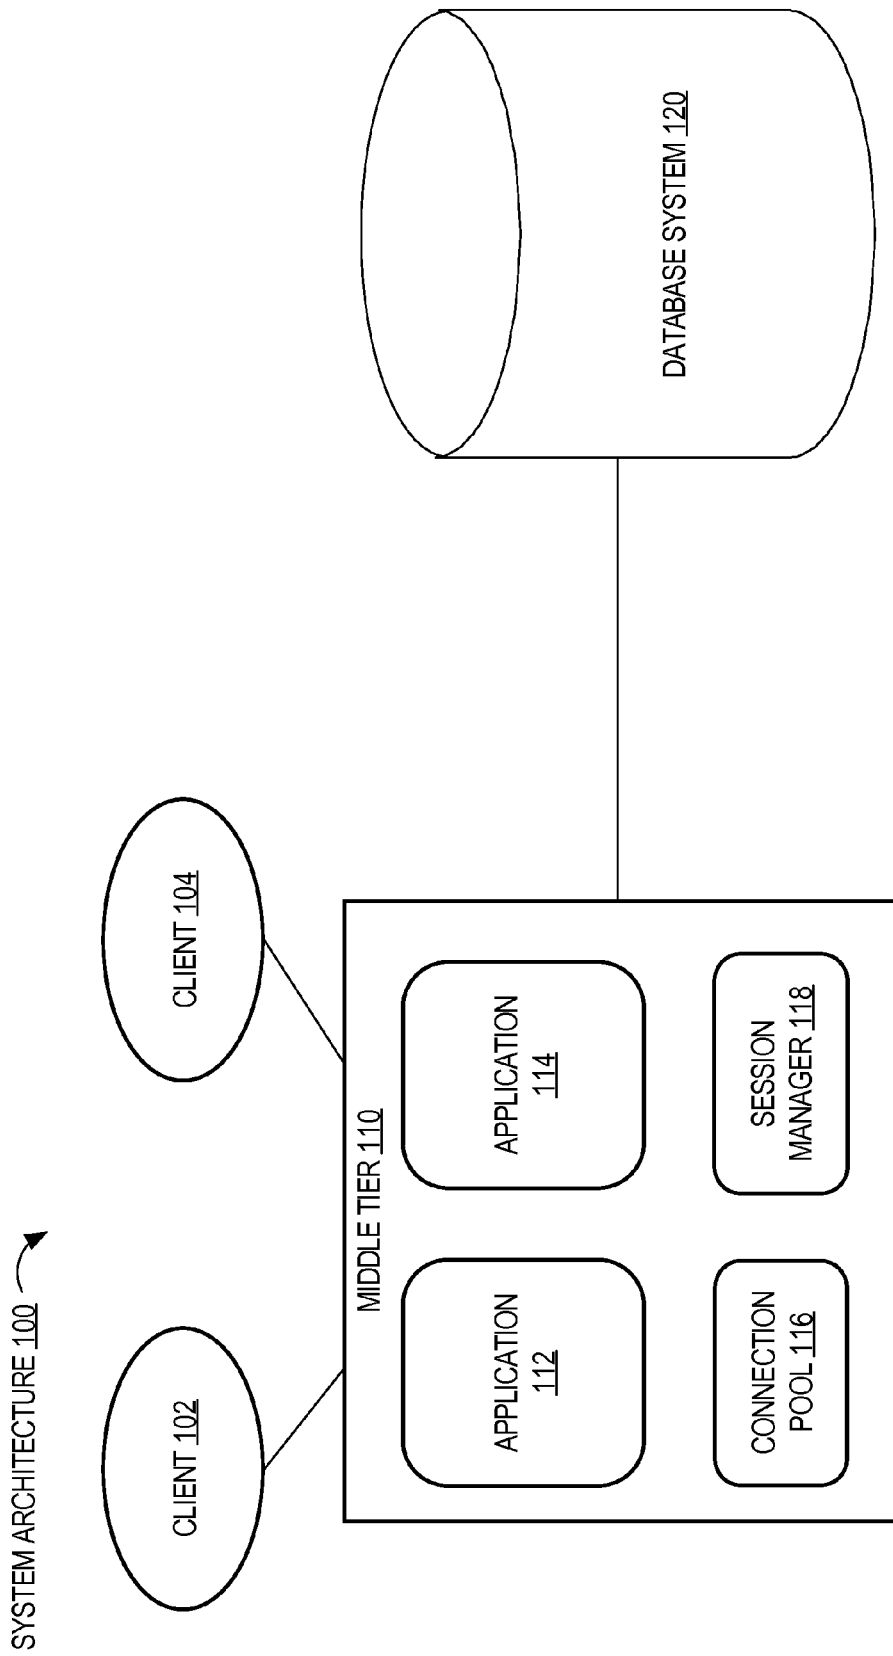 SYSTEM ARCHITECTURE 100
CLIENT 102
CLIENT 104
MIDDLE TIER 110
APPLICATION
112
APPLICATION
114
CONNECTION
POOL 116
SESSION
MANAGER 118
DATABASE SYSTEM 120